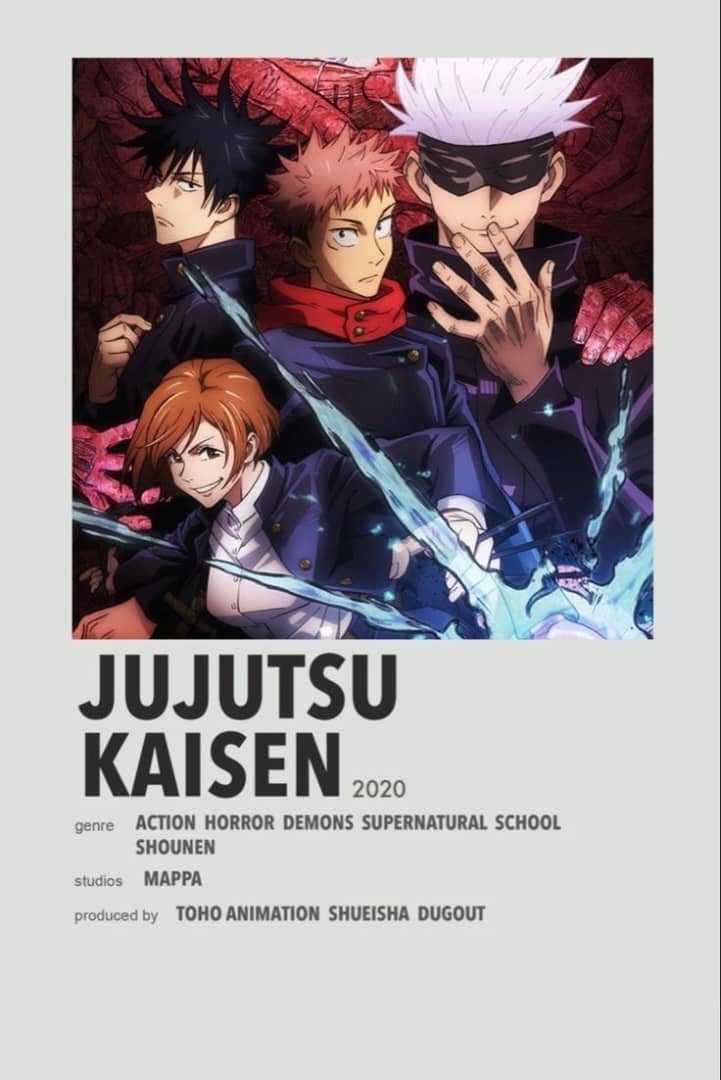 JUJUTSU
KAISEN 2020
genre ACTION HORROR DEMONS SUPERNATURAL SCHOOL
SHOUNEN
studios MAPPA
produced by TOHO ANIMATION SHUEISHA DUGOUT